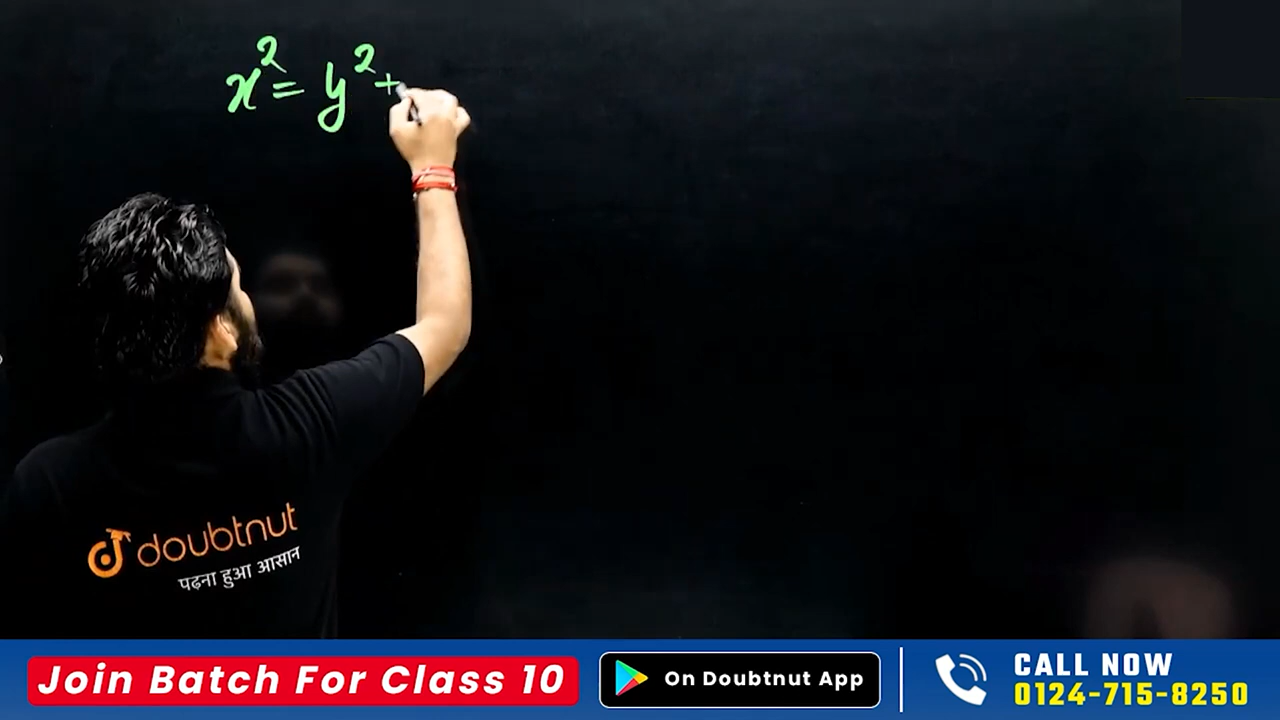 x² = y² +
doubtnut
पढ़ना हुआ आसान
Join Batch For Class 10
On Doubtnut App
CALL NOW
0124-715-8250